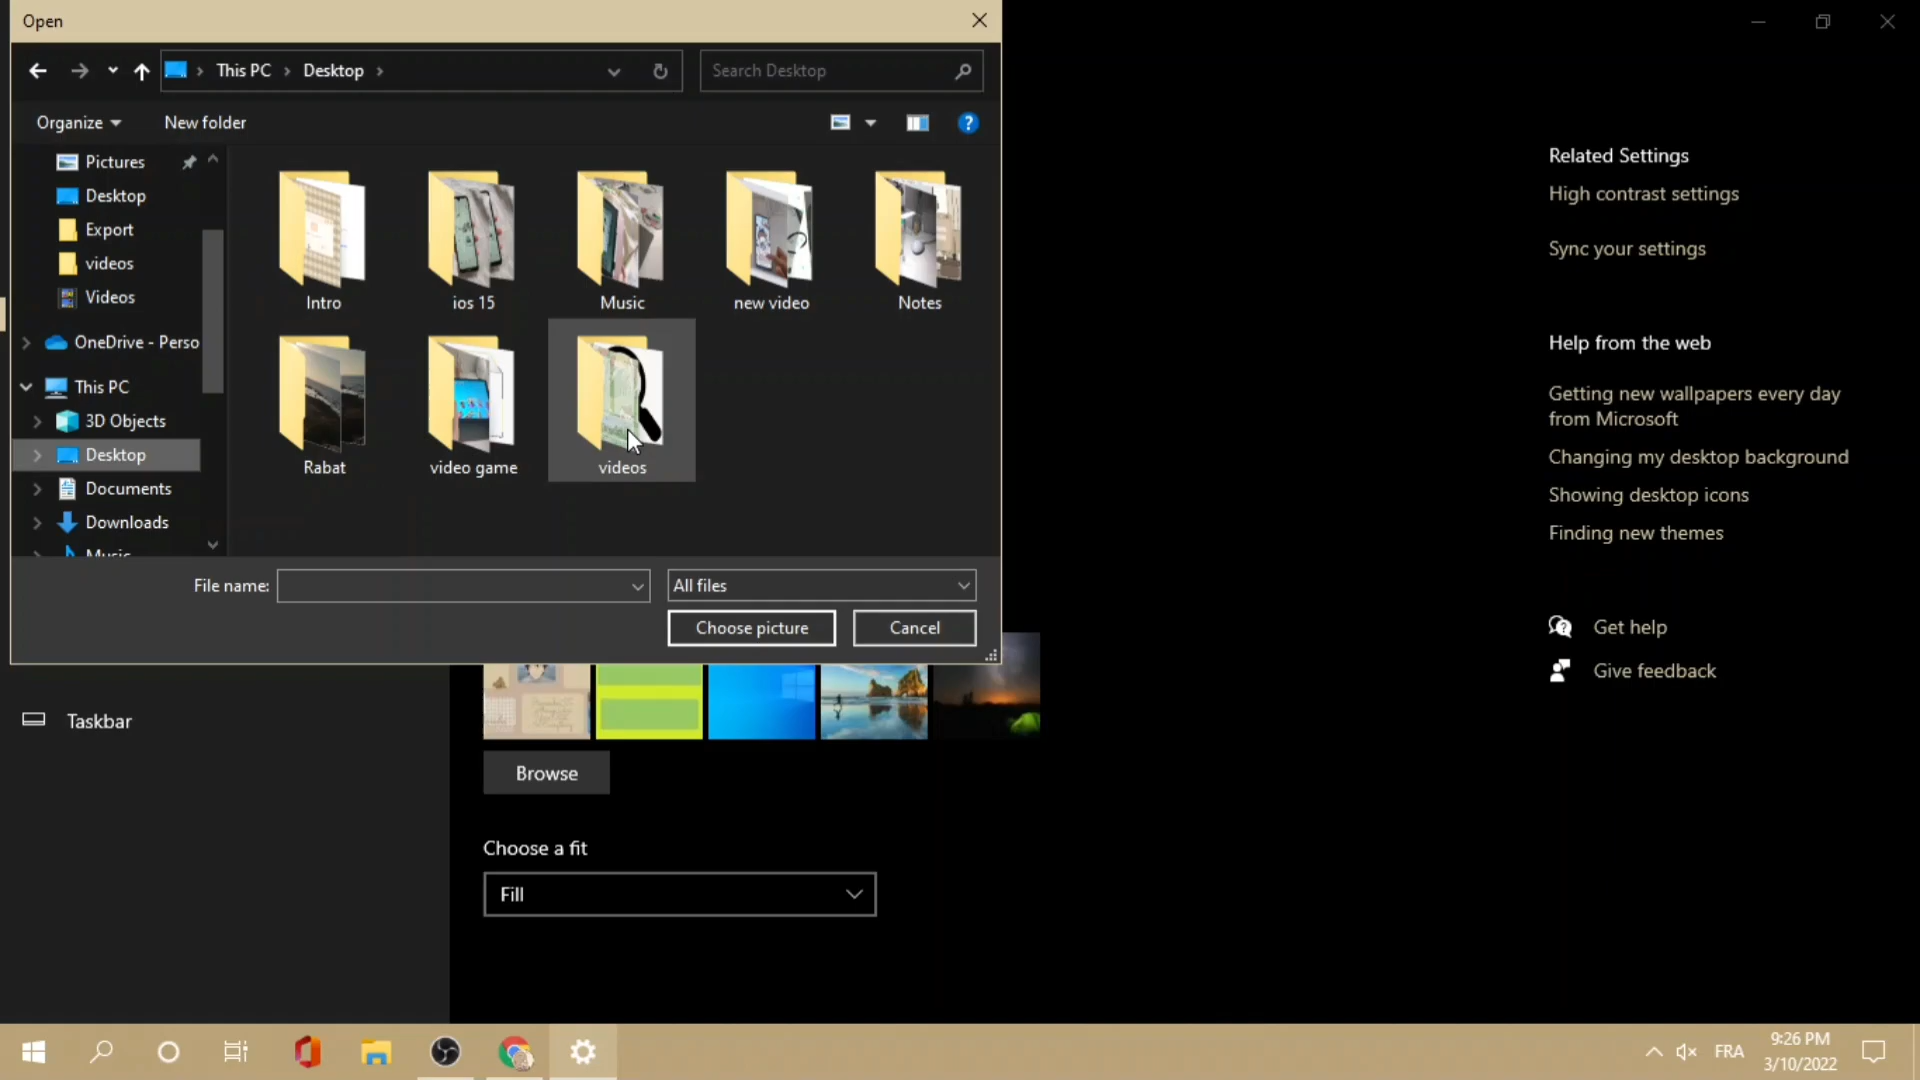 Open
This PC
Desktop
Search Desktop
Organize
New folder
Pictures
Desktop
Export
videos
Videos
OneDrive - Perso
This PC
3D Objects
Desktop
Documents
Downloads
Music
Intro
ios 15
Music
new video
Notes
Rabat
video game
videos
File name:
All files
Choose picture
Cancel
Taskbar
Browse
Choose a fit
Fill
Related Settings
High contrast settings
Sync your settings
Help from the web
Getting new wallpapers every day
from Microsoft
Changing my desktop background
Showing desktop icons
Finding new themes
Get help
Give feedback
FRA
9:26 PM
3/10/2022